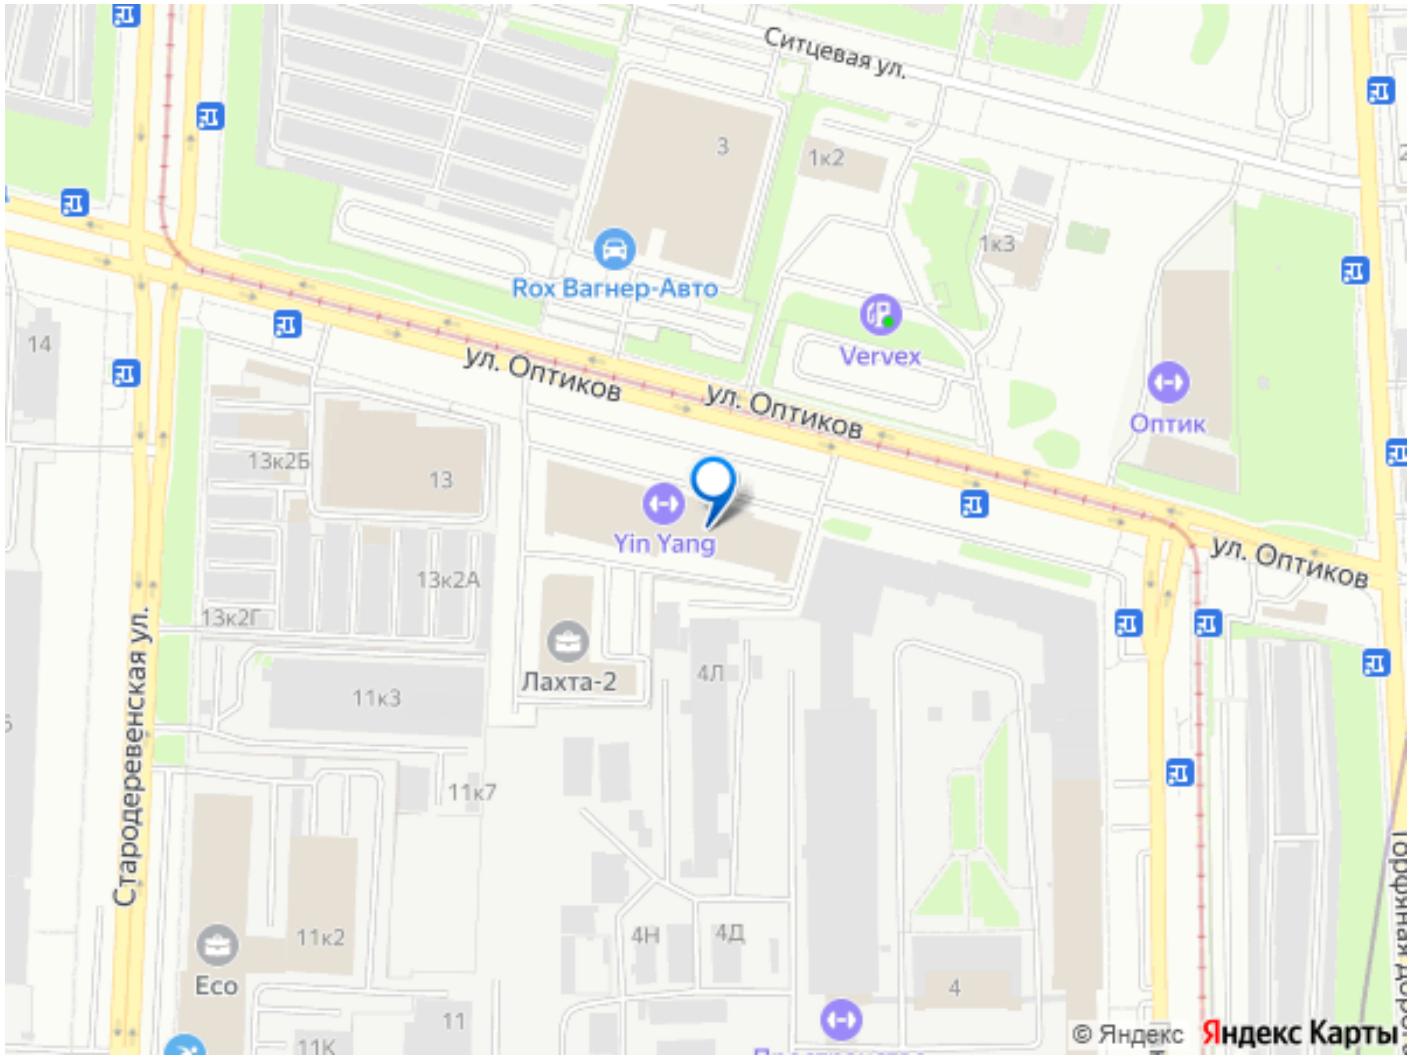 Ситцевая ул.
3
1к2
1к3
Rox Вагнер-Авто
Vervex
14
ул. Оптиков
ул. Оптиков
Оптик
13к2Б
13
Yin Yang
ул. Оптиков
13к2А
13к2Г
Лахта-2
4Л
11к3
Стародеревенская ул.
11к7
11к2
4Н
4Д
Eco
4
11
11К
© Яндекс
Яндекс Карты